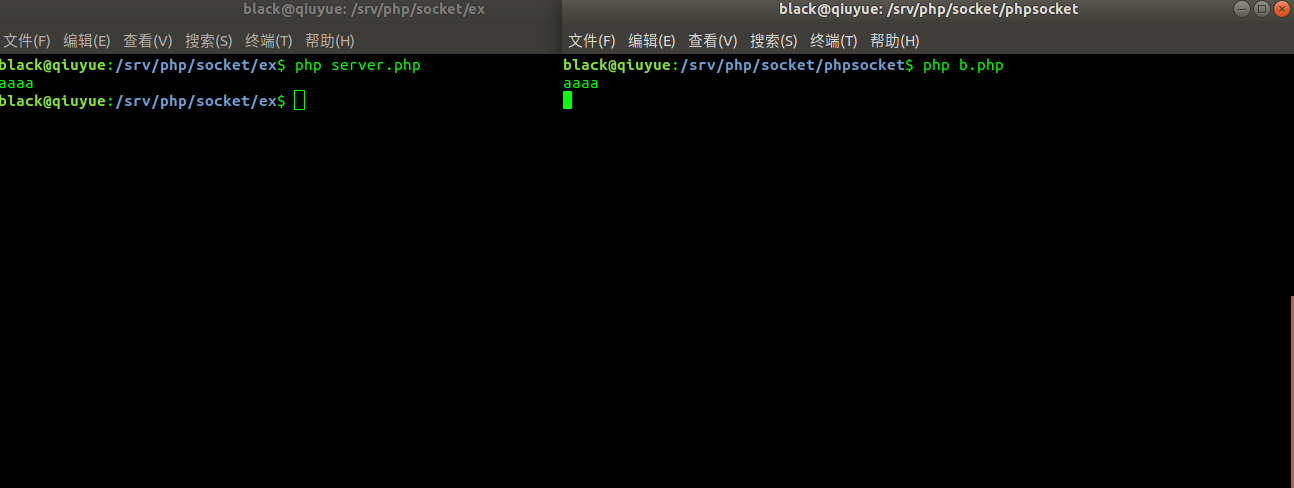 black@qiuyue: /srv/php/socket/ex
文件(F) 编辑(E) 查看(V) 搜索(S) 终端(T) 帮助(H)
black@qiuyue:/srv/php/socket/ex$ php server.php
aaaa
black@qiuyue:/srv/php/socket/ex$
black@qiuyue: /srv/php/socket/phpsocket
文件(F) 编辑(E) 查看(V) 搜索(S) 终端(T) 帮助(H)
black@qiuyue:/srv/php/socket/phpsocket$ php b.php
aaaa